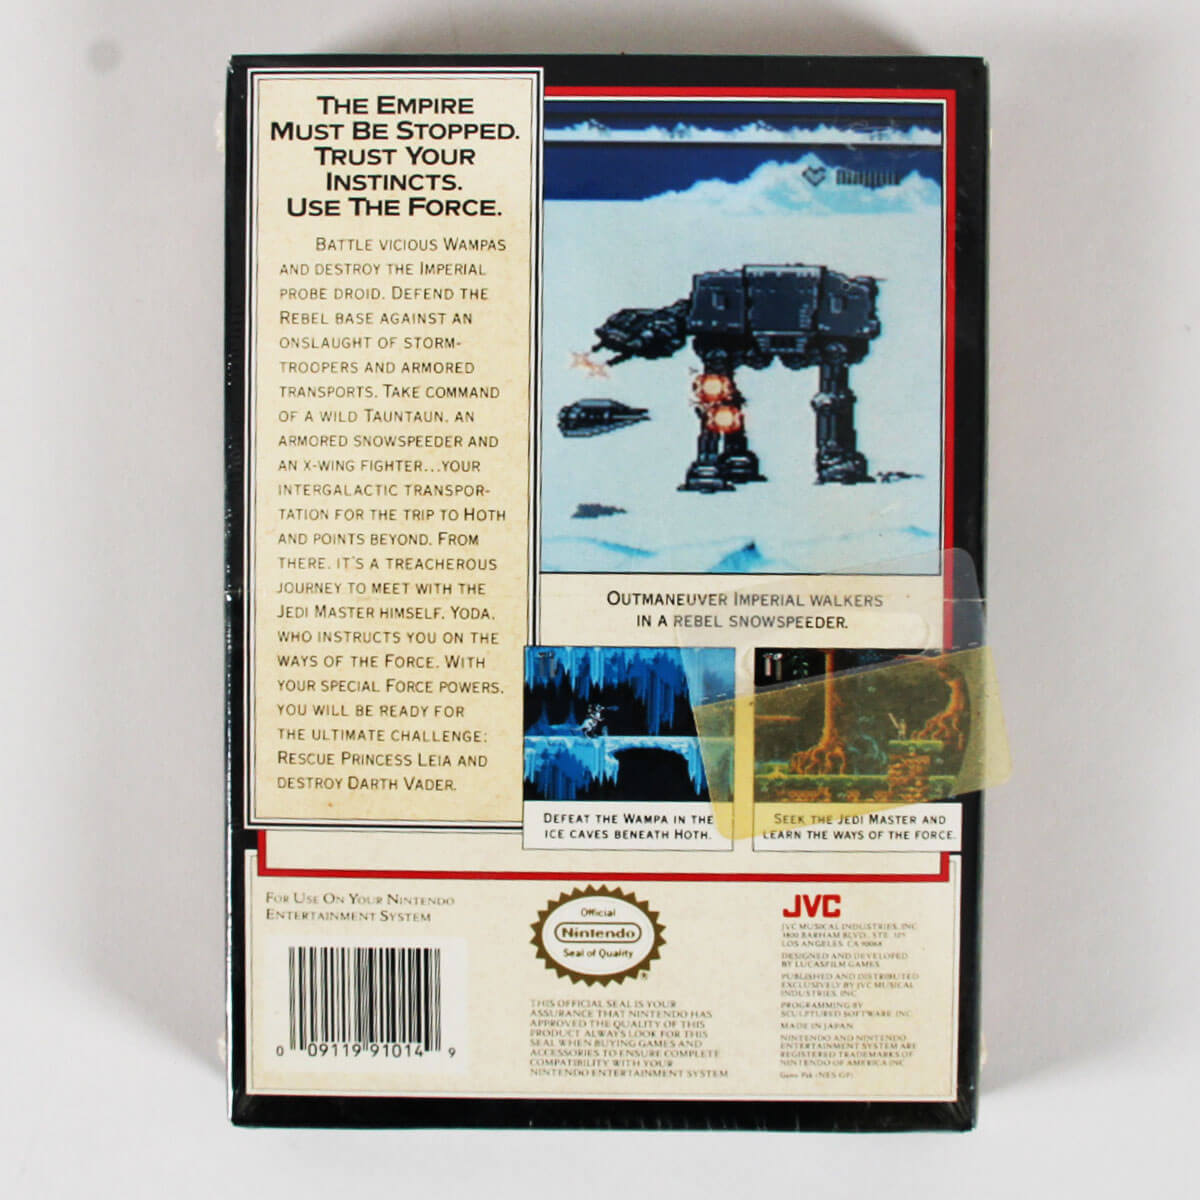 THE EMPIRE
MUST BE STOPPED.
TRUST YOUR
INSTINCTS.
USE THE FORCE.
BATTLE VICIOUS WAMPAS
AND DESTROY THE IMPERIAL
PROBE DROID. DEFEND THE
REBEL BASE AGAINST AN
ONSLAUGHT OF STORM-
TROOPERS AND ARMORED
TRANSPORTS. TAKE COMMAND
OF A WILD TAUNTAUN, AN
ARMORED SNOWSPEEDER AND
AN X-WING FIGHTER...YOUR
INTERGALACTIC TRANSPOR-
TATION FOR THE TRIP TO HOTH
AND POINTS BEYOND. FROM
THERE, IT'S A TREACHEROUS
JOURNEY TO MEET WITH THE
JEDI MASTER HIMSELF, YODA,
WHO INSTRUCTS YOU ON THE
WAYS OF THE FORCE. WITH
YOUR SPECIAL FORCE POWERS,
YOU WILL BE READY FOR
THE ULTIMATE CHALLENGE:
RESCUE PRINCESS LEIA AND
DESTROY DARTH VADER.
OUTMANEUVER IMPERIAL WALKERS
IN A REBEL SNOWSPEEDER.
DEFEAT THE WAMPA IN THE
ICE CAVES BENEATH HOTH.
SEEK THE JEDI MASTER AND
LEARN THE WAYS OF THE FORCE.
FOR USE ON YOUR NINTENDO
ENTERTAINMENT SYSTEM
0 09119 91014 9
Official
Nintendo
Seal of Quality
®
THIS OFFICIAL SEAL IS YOUR
ASSURANCE THAT NINTENDO HAS
APPROVED THE QUALITY OF THIS
PRODUCT. ALWAYS LOOK FOR THIS
SEAL WHEN BUYING GAMES AND
ACCESSORIES TO ENSURE COMPLETE
COMPATIBILITY WITH YOUR
NINTENDO ENTERTAINMENT SYSTEM
JVC
JVC MUSICAL INDUSTRIES, INC
3800 BARHAM BLVD., STE. 305
LOS ANGELES, CA 90068
DESIGNED AND DEVELOPED
BY LUCASFILM GAMES
PUBLISHED AND DISTRIBUTED
EXCLUSIVELY BY JVC MUSICAL
INDUSTRIES, INC.
PROGRAMMING BY
SCULPTURED SOFTWARE INC.
MADE IN JAPAN
NINTENDO AND NINTENDO
ENTERTAINMENT SYSTEM ARE
REGISTERED TRADEMARKS OF
NINTENDO OF AMERICA INC
Game Pak (NES-GP)